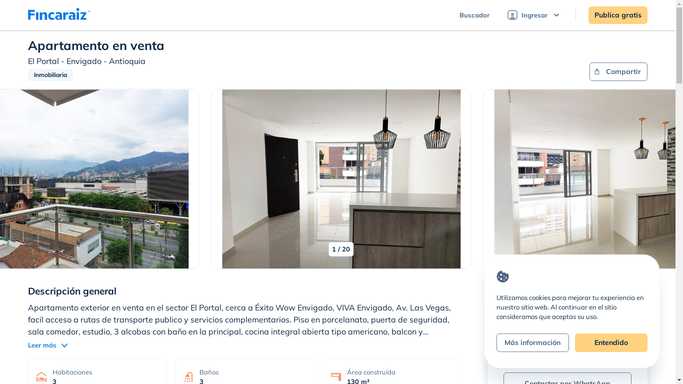 Fincaraiz
Buscador
Ingresar
Publica gratis
Apartamento en venta
El Portal - Envigado - Antioquia
Inmobiliaria
Compartir
1 / 20
Descripción general
Apartamento exterior en venta en el sector El Portal, cerca a Éxito Wow Envigado, VIVA Envigado, Av. Las Vegas,
facil acceso a rutas de transporte publico y servicios complementarios. Piso en porcelanato, puerta de seguridad,
sala comedor, estudio, 3 alcobas con baño en la principal, cocina integral abierta tipo americano, balcon y...
Leer más
Habitaciones
3
Baños
3
Área construida
130 m²
Utilizamos cookies para mejorar tu experiencia en
nuestro sitio web. Al continuar en el sitio
consideramos que aceptas su uso.
Más información
Entendido
Contactar por WhatsApp